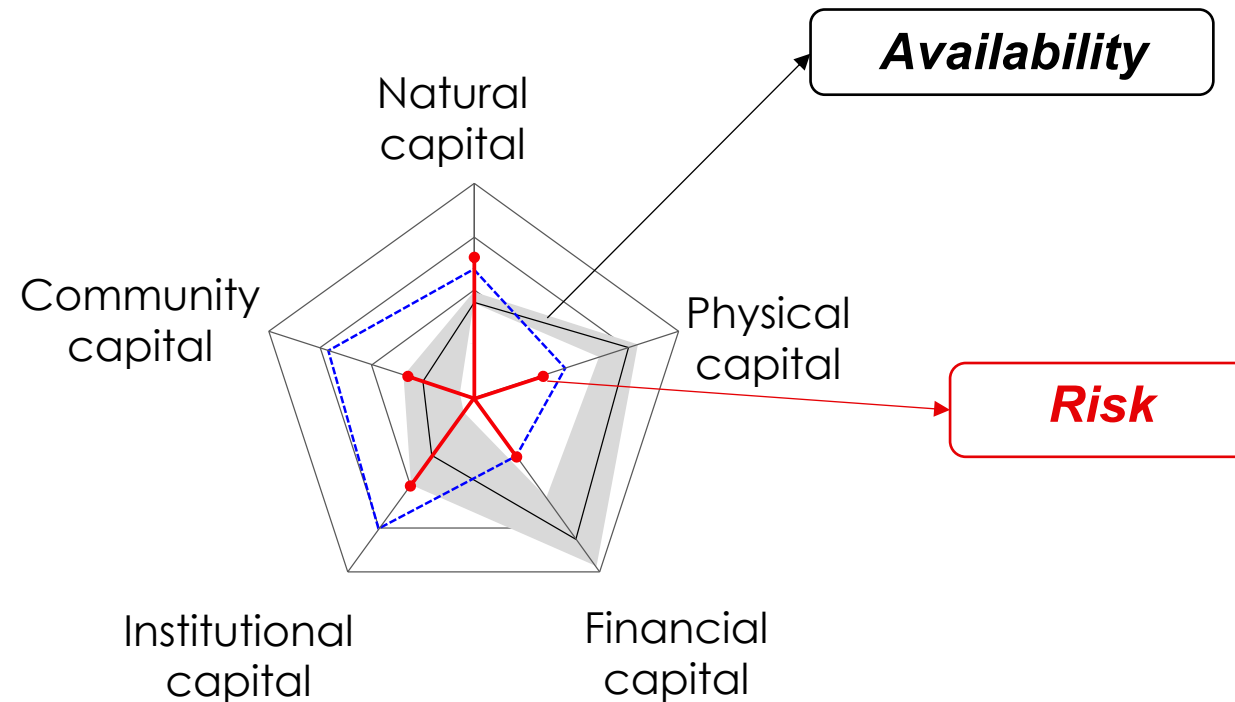 Availability
Natural
capital
Community
capital
Physical
capital
Risk
Institutional
capital
Financial
capital